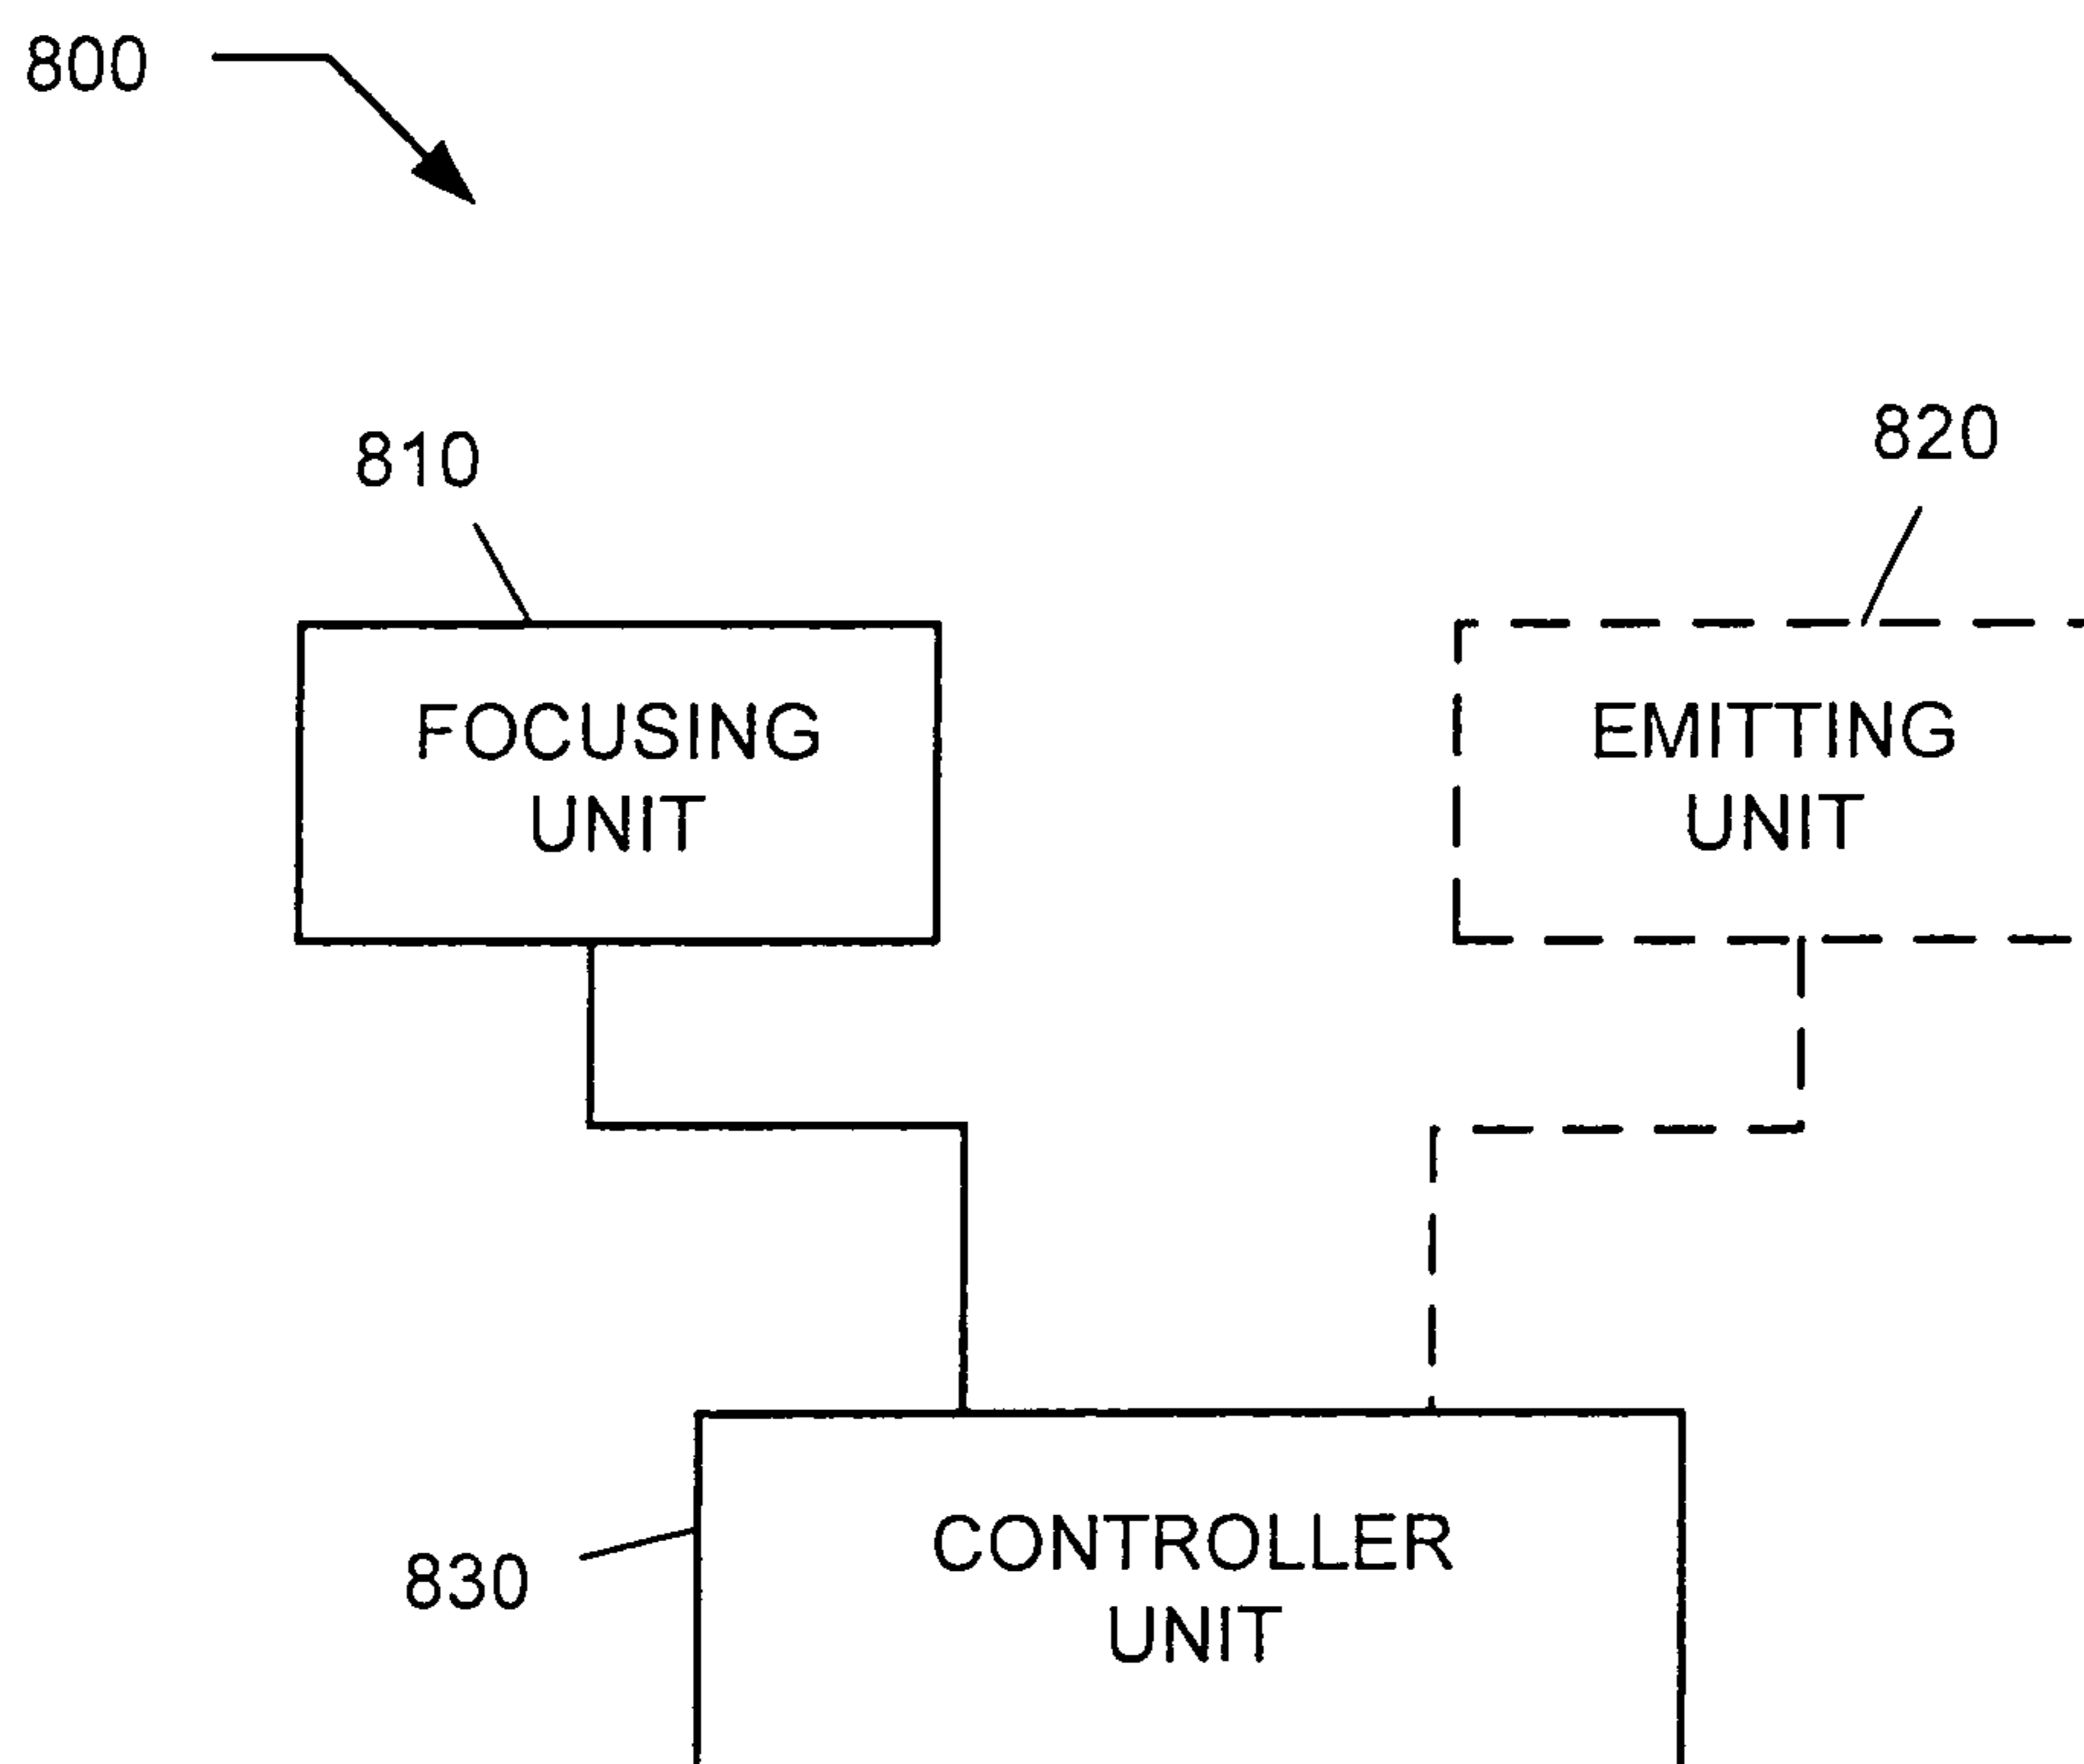 800
810
820
FOCUSING
UNIT
EMITTING
UNIT
830
CONTROLLER
UNIT